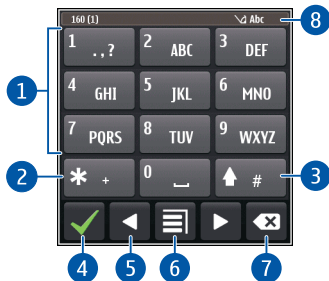 160 (1) Abc 8
1 .,? 2 ABC 3 DEF
1
4 GHI 5 JKL 6 MNO
7 PQRS 8 TUV 9 WXYZ
2 * + 0 # 3
4 5 6 7